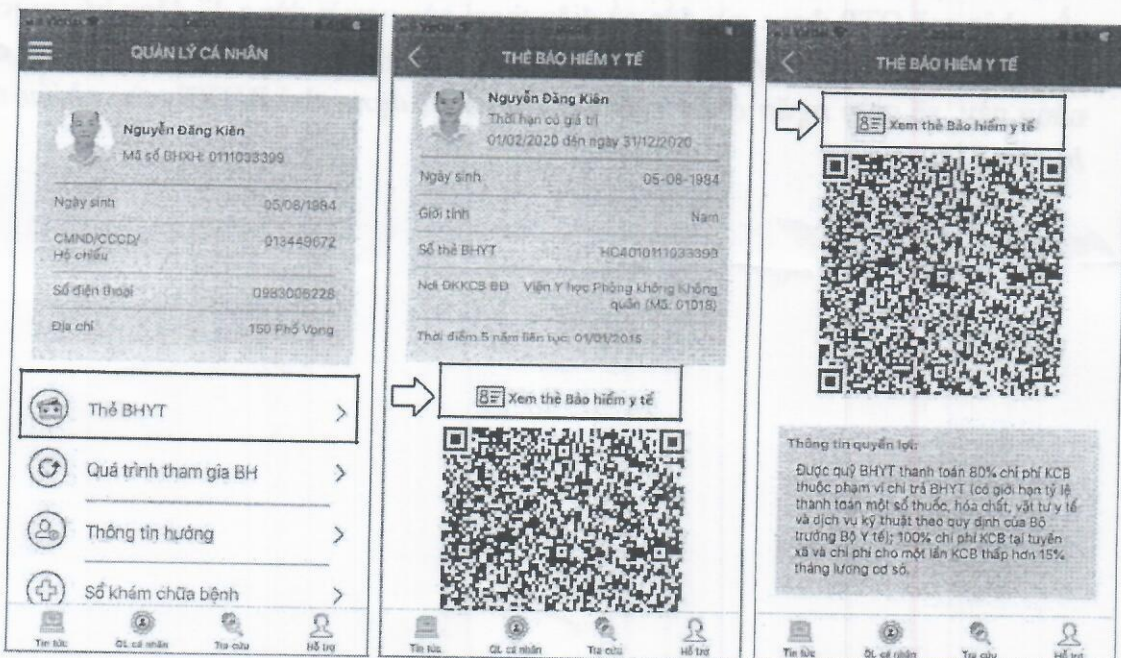 QUẢN LÝ CÁ NHÂN
Nguyễn Đăng Kiên
Mã số BHXH: 0111033399
Ngày sinh 05/08/1984
CMND/CCCD/ 013449672
Hộ chiếu
Số điện thoại 0983006228
Địa chỉ 150 Phố Vọng
Thẻ BHYT
Quá trình tham gia BH
Thông tin hưởng
Sổ khám chữa bệnh
Tin tức QL cá nhân Tra cứu Hỗ trợ
THẺ BẢO HIỂM Y TẾ
Nguyễn Đăng Kiên
Thời hạn có giá trị
01/02/2020 đến ngày 31/12/2020
Ngày sinh 05-08-1984
Giới tính Nam
Số thẻ BHYT HC4010111033399
Nơi ĐKKCB BĐ Viện Y học Phòng không Không
quân (Mã: 01018)
Thời điểm 5 năm liên tục: 01/01/2015
Xem thẻ Bảo hiểm y tế
Tin tức QL cá nhân Tra cứu Hỗ trợ
THẺ BẢO HIỂM Y TẾ
Xem thẻ Bảo hiểm y tế
Thông tin quyền lợi:
Được quỹ BHYT thanh toán 80% chi phí KCB
thuộc phạm vi chi trả BHYT (có giới hạn tỷ lệ
thanh toán một số thuốc, hóa chất, vật tư y tế
và dịch vụ kỹ thuật theo quy định của Bộ
trưởng Bộ Y tế); 100% chi phí KCB tại tuyến
xã và chi phí cho một lần KCB thấp hơn 15%
tháng lương cơ sở.
Tin tức QL cá nhân Tra cứu Hỗ trợ